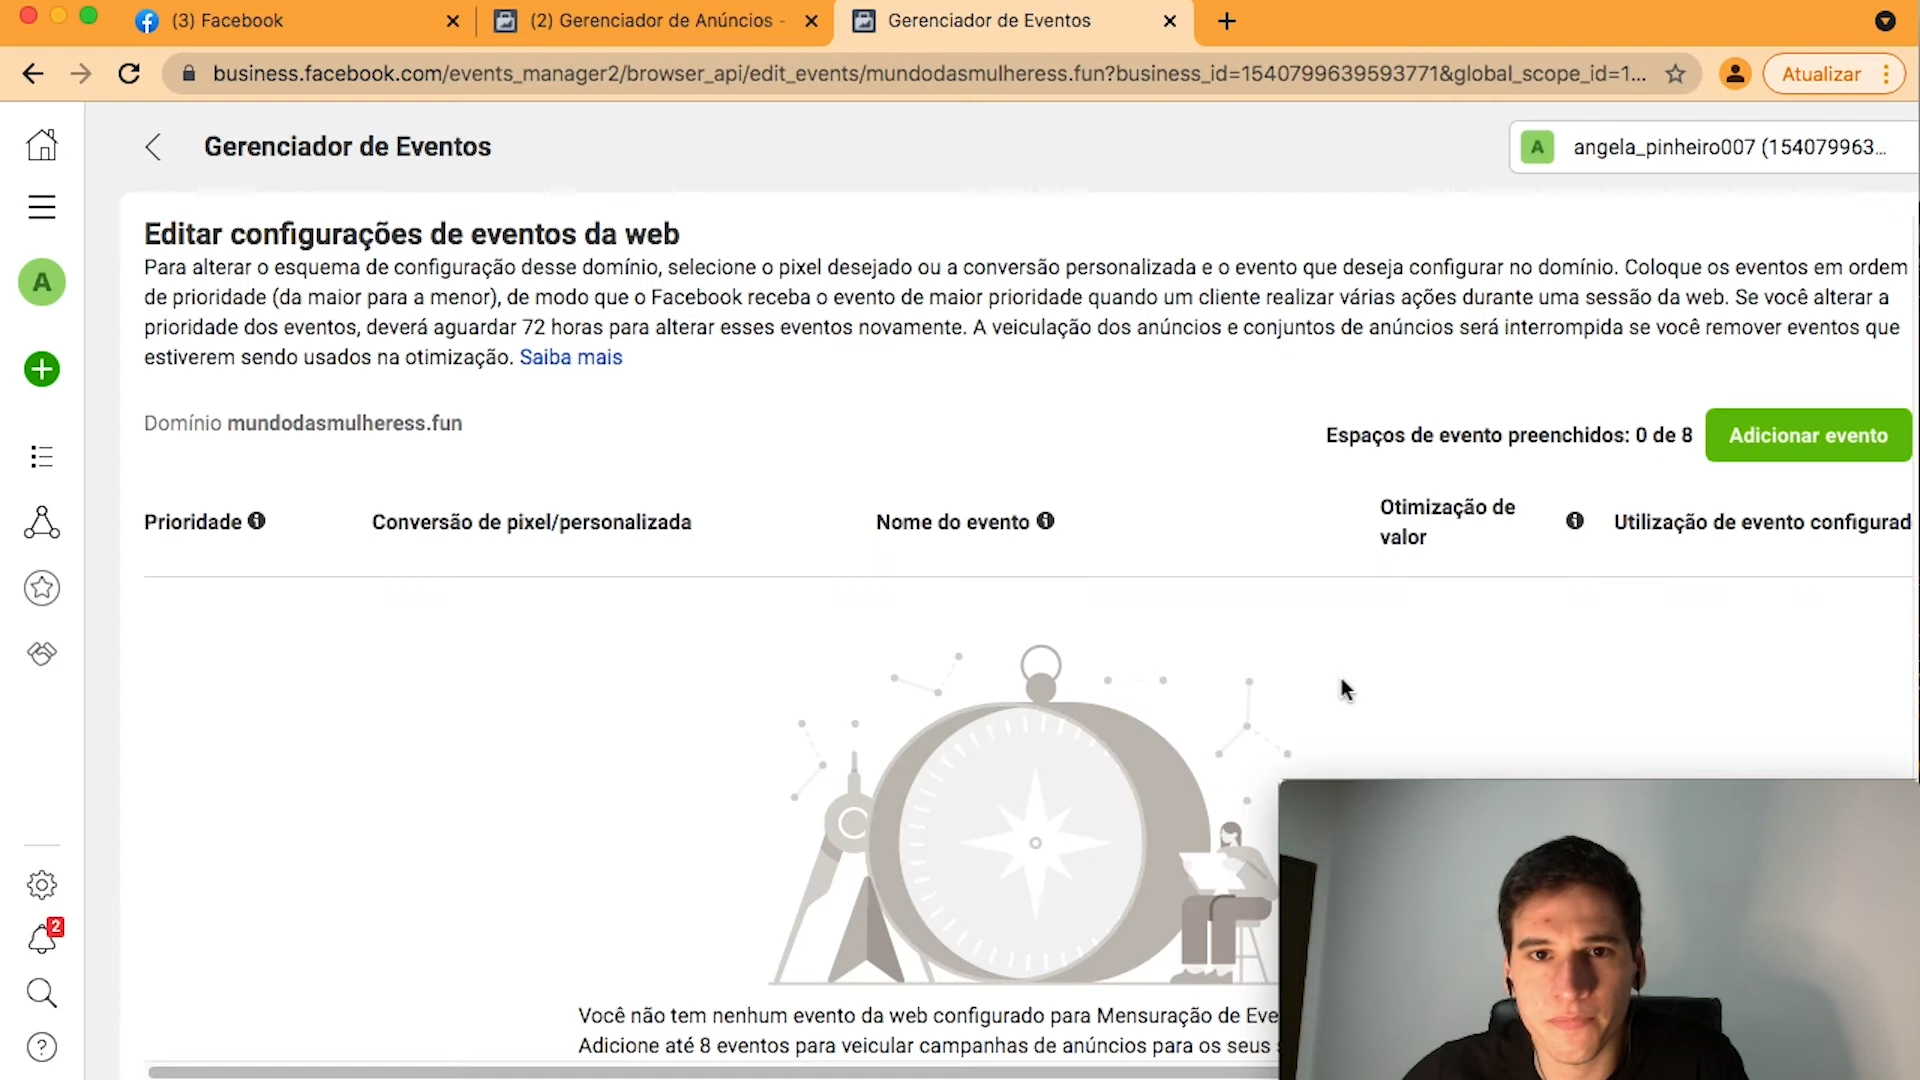 (3) Facebook
(2) Gerenciador de Anúncios -
Gerenciador de Eventos
business.facebook.com/events_manager2/browser_api/edit_events/mundodasmulheress.fun?business_id=1540799639593771&global_scope_id=1...
Atualizar
Gerenciador de Eventos
A
angela_pinheiro007 (154079963...
A
Editar configurações de eventos da web
Para alterar o esquema de configuração desse domínio, selecione o pixel desejado ou a conversão personalizada e o evento que deseja configurar no domínio. Coloque os eventos em ordem
de prioridade (da maior para a menor), de modo que o Facebook receba o evento de maior prioridade quando um cliente realizar várias ações durante uma sessão da web. Se você alterar a
prioridade dos eventos, deverá aguardar 72 horas para alterar esses eventos novamente. A veiculação dos anúncios e conjuntos de anúncios será interrompida se você remover eventos que
estiverem sendo usados na otimização. Saiba mais
Domínio mundodasmulheress.fun
Espaços de evento preenchidos: 0 de 8
Adicionar evento
Prioridade
Conversão de pixel/personalizada
Nome do evento
Otimização de
valor
Utilização de evento configurad
2
Você não tem nenhum evento da web configurado para Mensuração de Eve
Adicione até 8 eventos para veicular campanhas de anúncios para os seus